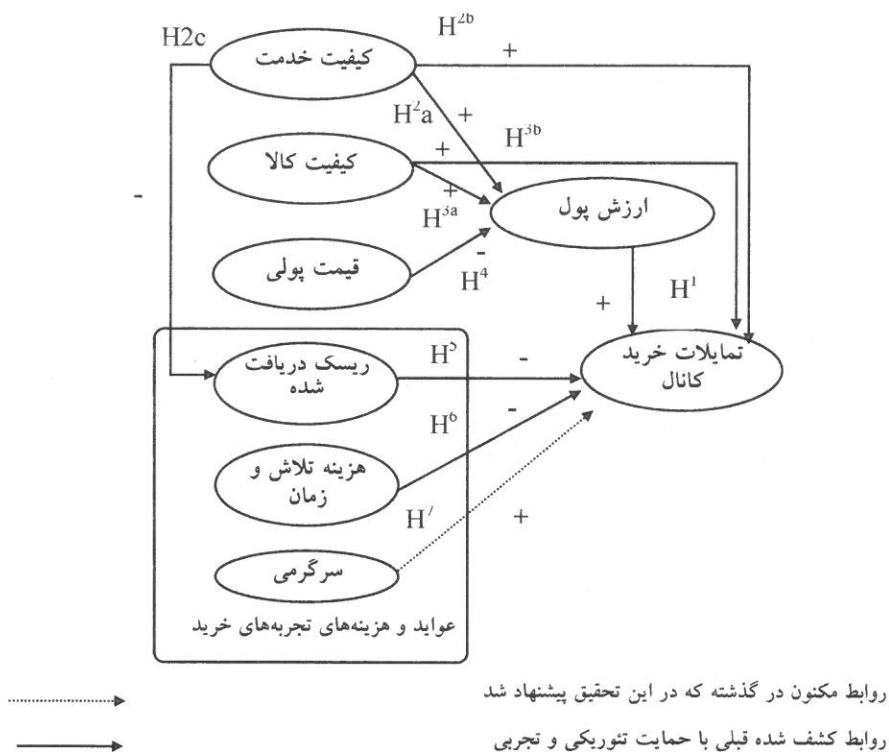 H2c
H2b
+
کیفیت خدمت
H2a
+
H3b
+
کیفیت کالا
-
+
ارزش پول
H3a
-
قیمت پولی
H4
H1
+
تمایلات خرید
کانال
ریسک دریافت
شده
H5
-
H6
-
هزینه تلاش و
زمان
H7
+
سرگرمی
عواید و هزینه‌های تجربه‌های خرید
روابط مکنون در گذشته که در این تحقیق پیشنهاد شد
روابط کشف شده قبلی با حمایت تئوریکی و تجربی